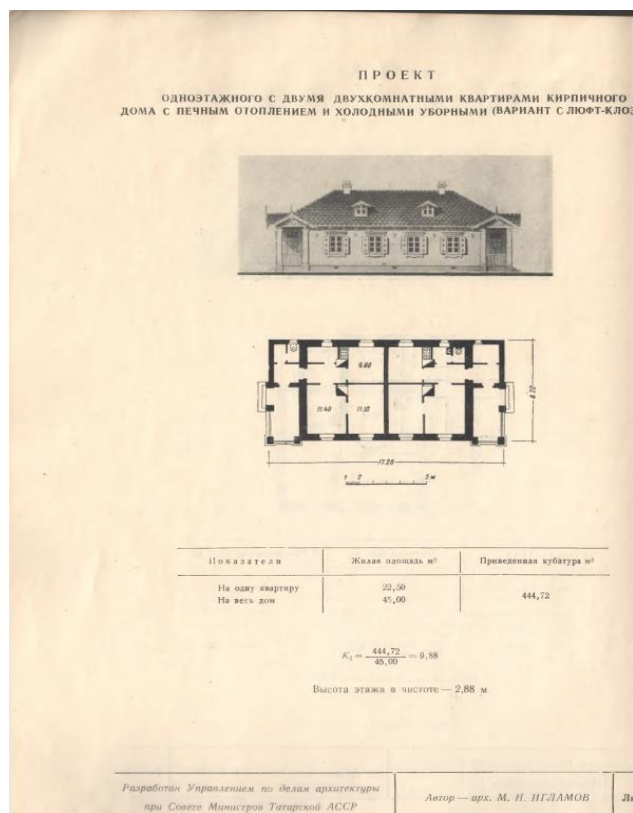 ПРОЕКТ
ОДНОЭТАЖНОГО С ДВУМЯ ДВУХКОМНАТНЫМИ КВАРТИРАМИ КИРПИЧНОГО
ДОМА С ПЕЧНЫМ ОТОПЛЕНИЕМ И ХОЛОДНЫМИ УБОРНЫМИ (ВАРИАНТ С ЛЮФТ-КЛОЗ
9.80
11.40 11.10
8.70
17.28
1 2 5 м
Показатели Жилая площадь м² Приведенная кубатура м³
На одну квартиру 22,50
На весь дом 45,00
444,72
K₂ = 444,72 / 45,00 = 9,88
Высота этажа в чистоте — 2,88 м
Разработан Управлением по делам архитектуры
при Совете Министров Татарской АССР
Автор — арх. М. Н. ИГЛАМОВ